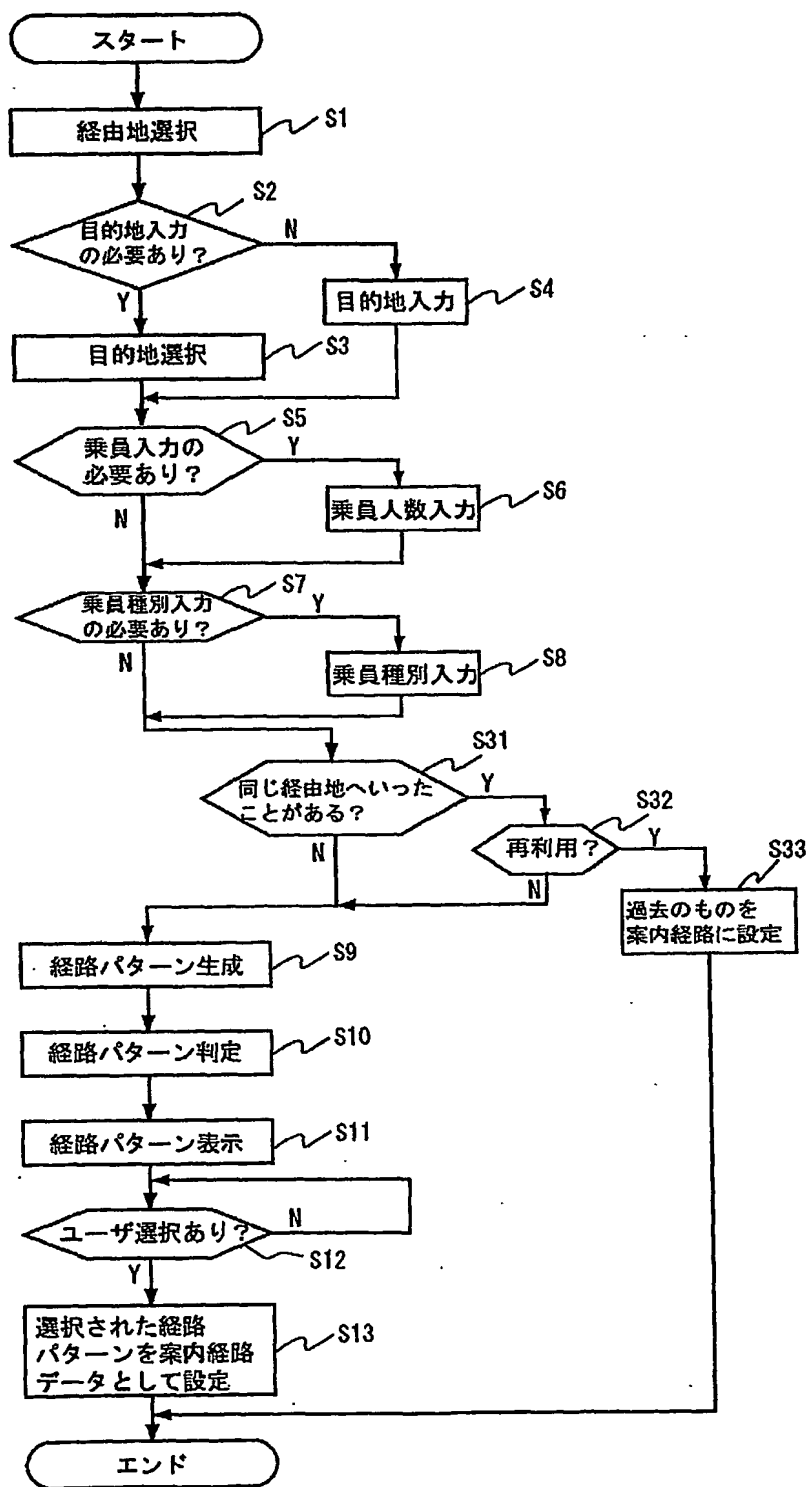 スタート
経由地選択
S1
S2
目的地入力
の必要あり？
N
Y
目的地入力
S4
目的地選択
S3
S5
乗員入力の
必要あり？
Y
N
乗員人数入力
S6
S7
乗員種別入力
の必要あり？
Y
N
乗員種別入力
S8
S31
同じ経由地へいった
ことがある？
Y
N
S32
再利用？
Y
N
S33
過去のものを
案内経路に設定
経路パターン生成
S9
経路パターン判定
S10
経路パターン表示
S11
ユーザ選択あり？
N
S12
Y
選択された経路
パターンを案内経路
データとして設定
S13
エンド